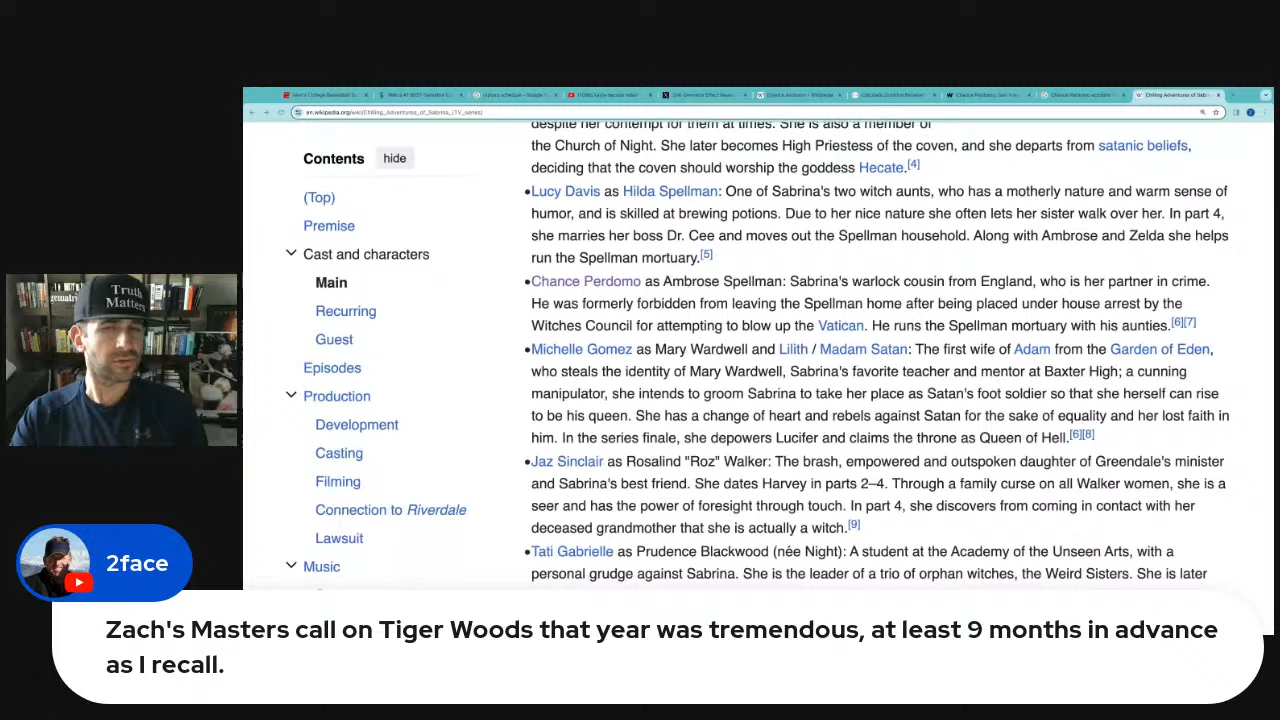 en.wikipedia.org/wiki/Chilling_Adventures_of_Sabrina_(TV_series)
despite her contempt for them at times. She is also a member of
the Church of Night. She later becomes High Priestess of the coven, and she departs from satanic beliefs,
deciding that the coven should worship the goddess Hecate.[4]
•Lucy Davis as Hilda Spellman: One of Sabrina's two witch aunts, who has a motherly nature and warm sense of
humor, and is skilled at brewing potions. Due to her nice nature she often lets her sister walk over her. In part 4,
she marries her boss Dr. Cee and moves out the Spellman household. Along with Ambrose and Zelda she helps
run the Spellman mortuary.[5]
•Chance Perdomo as Ambrose Spellman: Sabrina's warlock cousin from England, who is her partner in crime.
He was formerly forbidden from leaving the Spellman home after being placed under house arrest by the
Witches Council for attempting to blow up the Vatican. He runs the Spellman mortuary with his aunties.[6][7]
•Michelle Gomez as Mary Wardwell and Lilith / Madam Satan: The first wife of Adam from the Garden of Eden,
who steals the identity of Mary Wardwell, Sabrina's favorite teacher and mentor at Baxter High; a cunning
manipulator, she intends to groom Sabrina to take her place as Satan's foot soldier so that she herself can rise
to be his queen. She has a change of heart and rebels against Satan for the sake of equality and her lost faith in
him. In the series finale, she depowers Lucifer and claims the throne as Queen of Hell.[6][8]
•Jaz Sinclair as Rosalind "Roz" Walker: The brash, empowered and outspoken daughter of Greendale's minister
and Sabrina's best friend. She dates Harvey in parts 2–4. Through a family curse on all Walker women, she is a
seer and has the power of foresight through touch. In part 4, she discovers from coming in contact with her
deceased grandmother that she is actually a witch.[9]
•Tati Gabrielle as Prudence Blackwood (née Night): A student at the Academy of the Unseen Arts, with a
personal grudge against Sabrina. She is the leader of a trio of orphan witches, the Weird Sisters. She is later
Contents hide
(Top)
Premise
Cast and characters
Main
Recurring
Guest
Episodes
Production
Development
Casting
Filming
Connection to Riverdale
Lawsuit
Music
Truth
Matters
2face
Zach's Masters call on Tiger Woods that year was tremendous, at least 9 months in advance
as I recall.